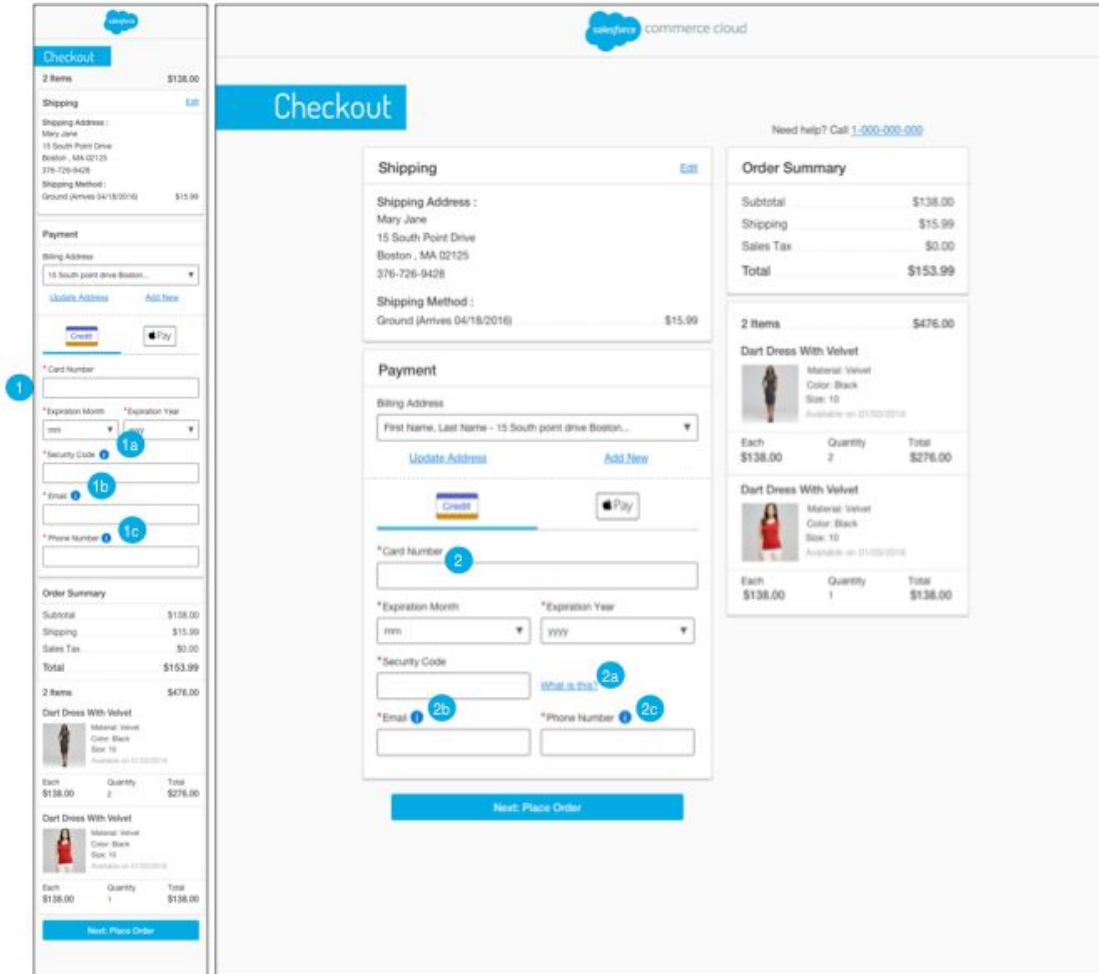 salesforce
Checkout
2 Items $138.00
Shipping Edit
Shipping Address :
Mary Jane
15 South Point Drive
Boston , MA 02125
376-726-9428
Shipping Method :
Ground (Arrives 04/18/2016) $15.99
Payment
Billing Address
15 South point drive Boston...
Update Address Add New
Credit Pay
1
*Card Number
*Expiration Month *Expiration Year
mm yyyy
1a
*Security Code i
1b
*Email i
1c
*Phone Number i
Order Summary
Subtotal $138.00
Shipping $15.99
Sales Tax $0.00
Total $153.99
2 Items $476.00
Dart Dress With Velvet
Material: Velvet
Color: Black
Size: 10
Available on 01/03/2016
Each Quantity Total
$138.00 2 $276.00
Dart Dress With Velvet
Material: Velvet
Color: Black
Size: 10
Available on 01/03/2016
Each Quantity Total
$138.00 1 $138.00
Next: Place Order
salesforce commerce cloud
Checkout
Need help? Call 1-000-000-000
Shipping Edit
Shipping Address :
Mary Jane
15 South Point Drive
Boston , MA 02125
376-726-9428
Shipping Method :
Ground (Arrives 04/18/2016) $15.99
Payment
Billing Address
First Name, Last Name - 15 South point drive Boston...
Update Address Add New
Credit Pay
*Card Number 2
*Expiration Month *Expiration Year
mm yyyy
*Security Code
What is this? 2a
*Email i 2b *Phone Number i 2c
Next: Place Order
Order Summary
Subtotal $138.00
Shipping $15.99
Sales Tax $0.00
Total $153.99
2 Items $476.00
Dart Dress With Velvet
Material: Velvet
Color: Black
Size: 10
Available on 01/03/2016
Each Quantity Total
$138.00 2 $276.00
Dart Dress With Velvet
Material: Velvet
Color: Black
Size: 10
Available on 01/03/2016
Each Quantity Total
$138.00 1 $138.00